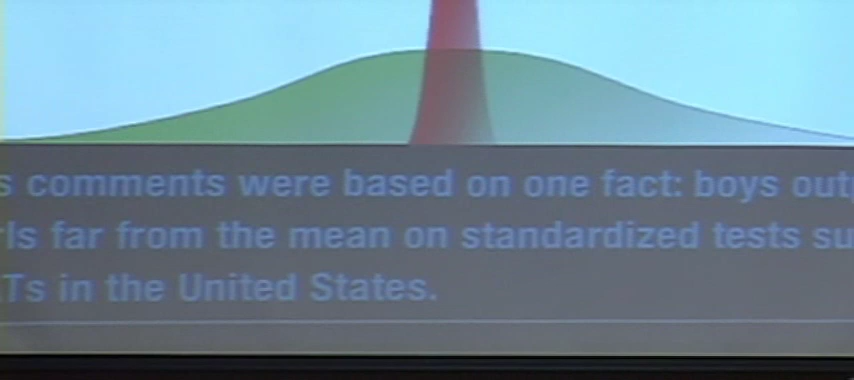 s comments were based on one fact: boys outp
rls far from the mean on standardized tests su
Ts in the United States.